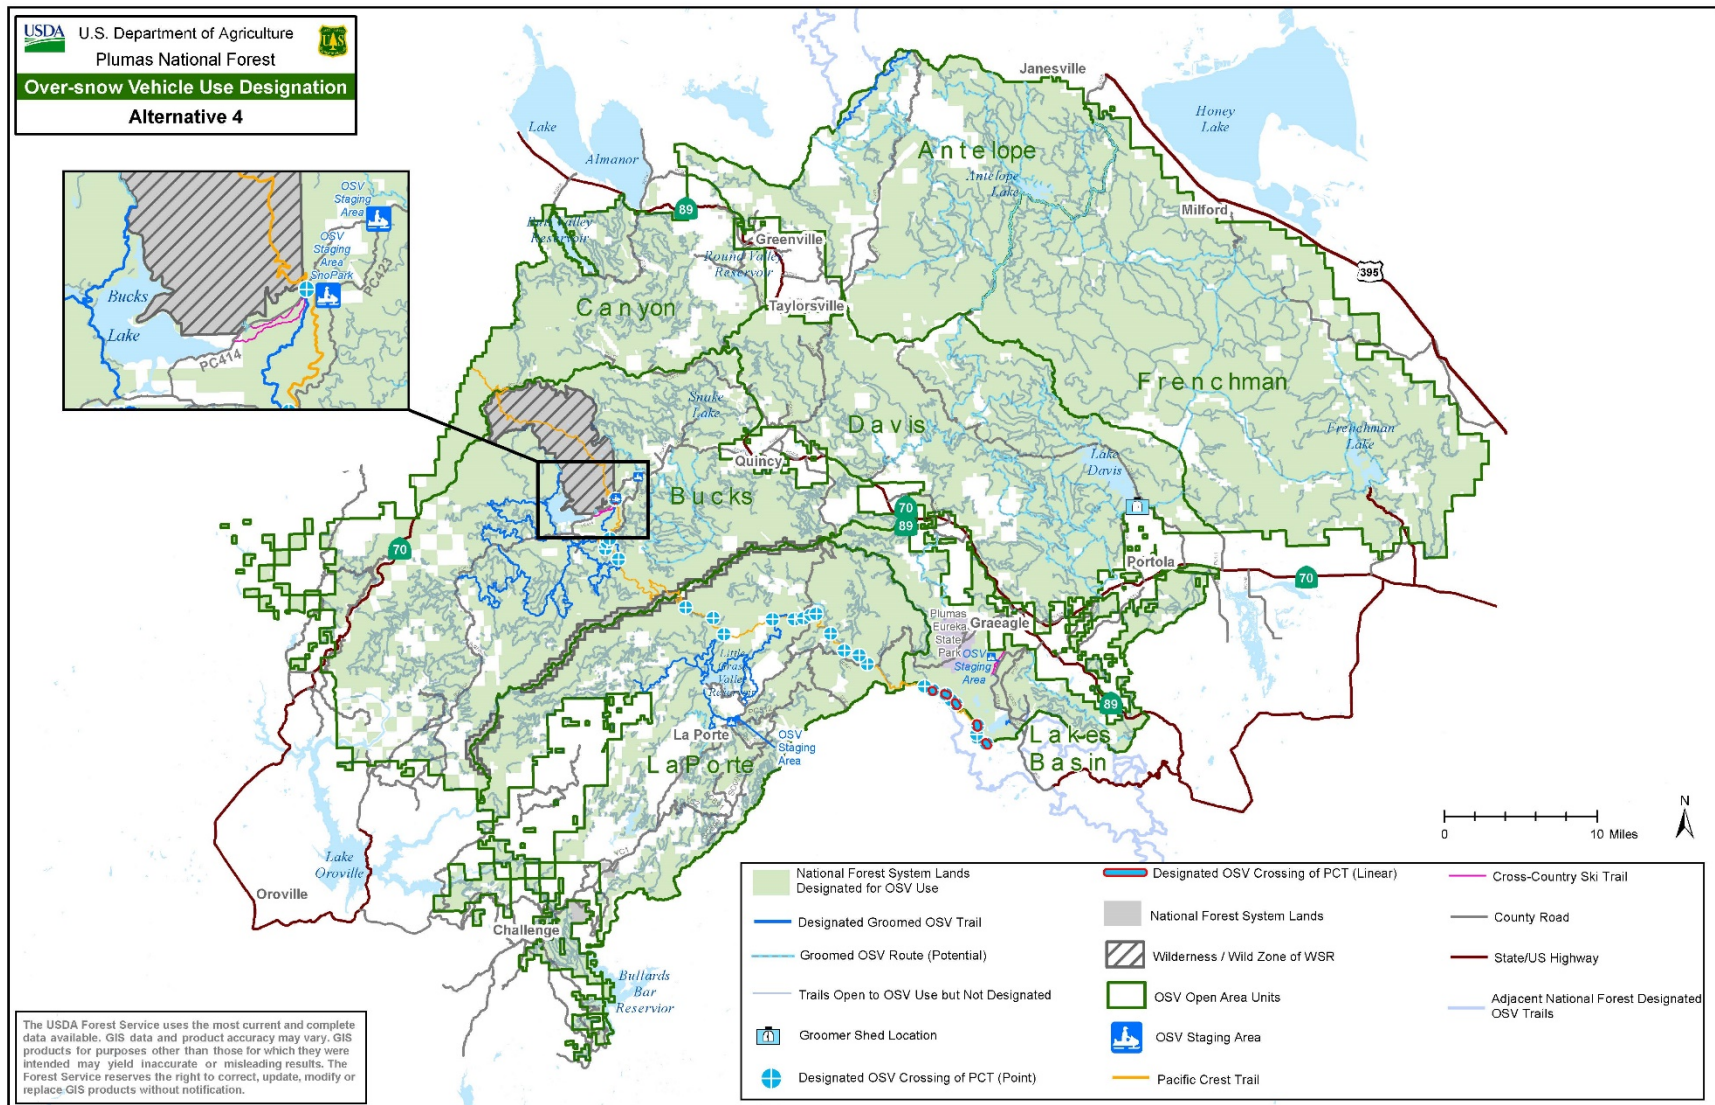 USDA
U.S. Department of Agriculture
Plumas National Forest
Over-snow Vehicle Use Designation
Alternative 4
OSV
Staging
Area
OSV
Staging
Area
SnoPark
PC423
Bucks
Lake
PC414
Lake
Almanor
Janesville
Honey
Lake
Antelope
Antelope
Lake
Milford
395
89
Greenville
Round Valley
Reservoir
Reservoir
Taylorsville
Canyon
Frenchman
Frenchman
Lake
Snake
Lake
Davis
Quincy
Lake
Davis
Bucks
70
89
70
Portola
70
Plumas
Eureka
State
Park
Graeagle
OSV
Staging
Area
Little
Grass
Valley
Reservoir
89
La Porte
OSV
Staging
Area
LaPorte
Lakes
Basin
N
0 10 Miles
Lake
Oroville
Oroville
Challenge
Bullards
Bar
Reservior
National Forest System Lands
Designated for OSV Use
Designated Groomed OSV Trail
Groomed OSV Route (Potential)
Trails Open to OSV Use but Not Designated
Groomer Shed Location
Designated OSV Crossing of PCT (Point)
Designated OSV Crossing of PCT (Linear)
National Forest System Lands
Wilderness / Wild Zone of WSR
OSV Open Area Units
OSV Staging Area
Pacific Crest Trail
Cross-Country Ski Trail
County Road
State/US Highway
Adjacent National Forest Designated
OSV Trails
The USDA Forest Service uses the most current and complete
data available. GIS data and product accuracy may vary. GIS
products for purposes other than those for which they were
intended may yield inaccurate or misleading results. The
Forest Service reserves the right to correct, update, modify or
replace GIS products without notification.